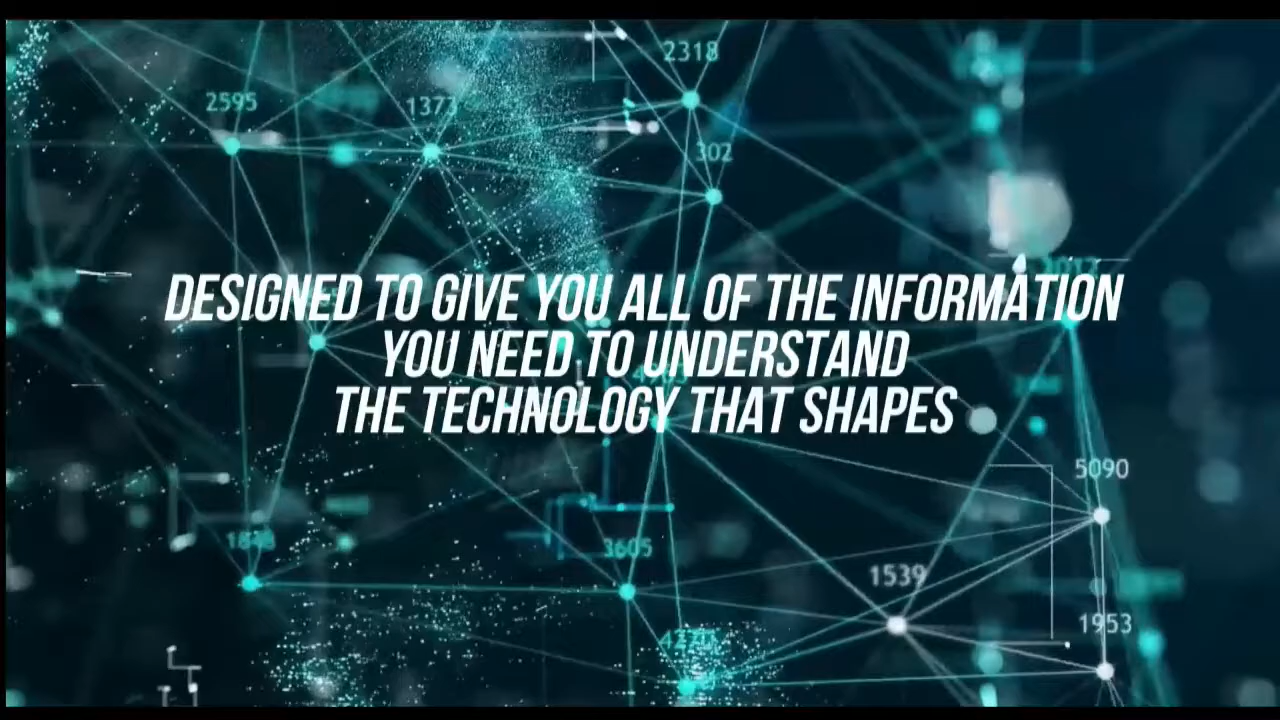 2318
2595
1373
302
DESIGNED TO GIVE YOU ALL OF THE INFORMATION
YOU NEED TO UNDERSTAND
THE TECHNOLOGY THAT SHAPES
5090
3605
1539
1953